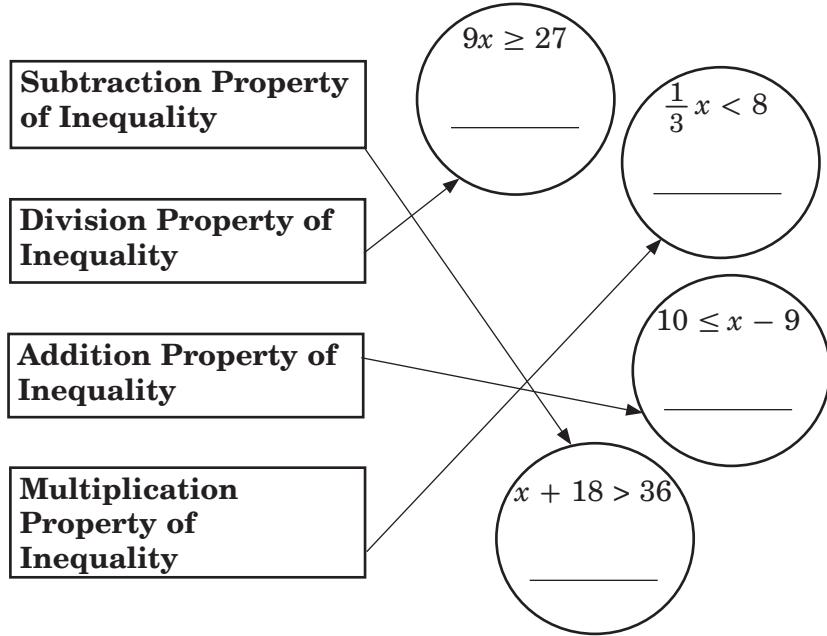 Subtraction Property
of Inequality
Division Property of
Inequality
Addition Property of
Inequality
Multiplication
Property of
Inequality
9x ≥ 27
1/3 x < 8
10 ≤ x − 9
x + 18 > 36